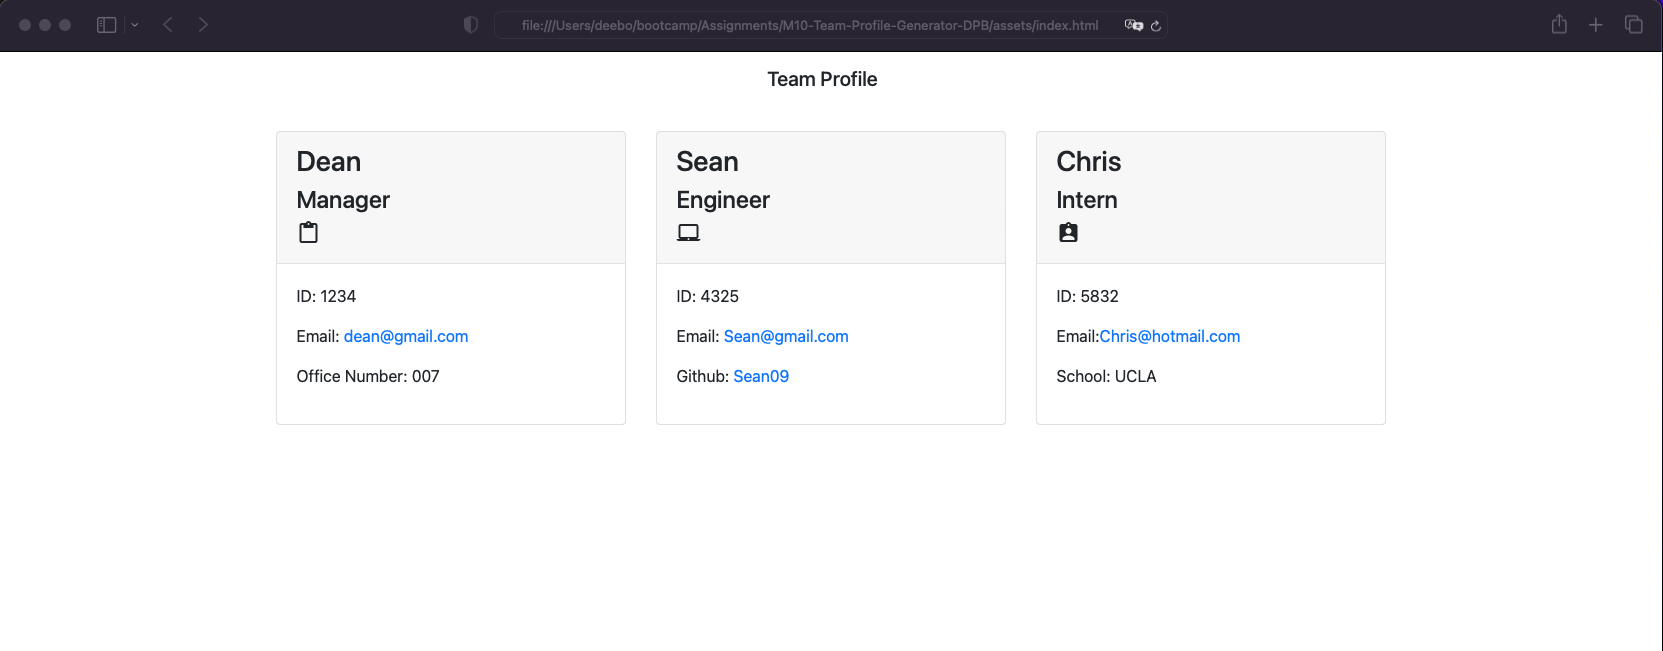 file:///Users/deebo/bootcamp/Assignments/M10-Team-Profile-Generator-DPB/assets/index.html
Team Profile
Dean
Manager
ID: 1234
Email: dean@gmail.com
Office Number: 007
Sean
Engineer
ID: 4325
Email: Sean@gmail.com
Github: Sean09
Chris
Intern
ID: 5832
Email:Chris@hotmail.com
School: UCLA